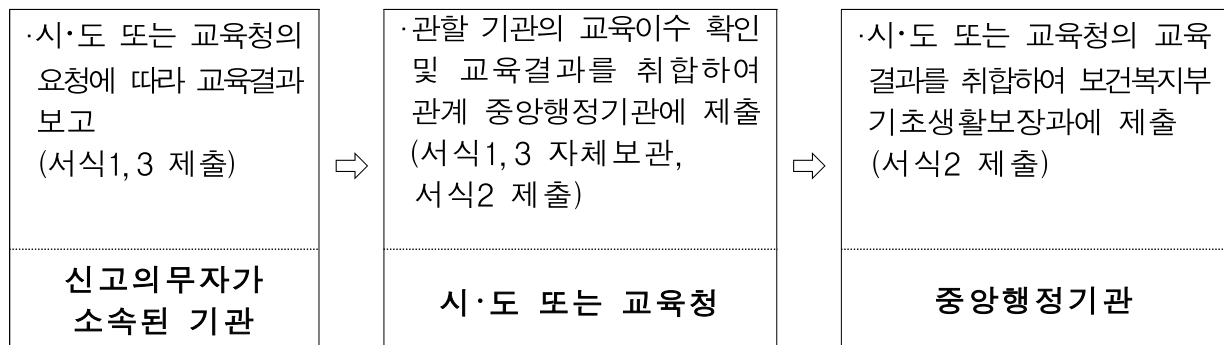 ·시·도 또는 교육청의
요청에 따라 교육결과
보고
(서식1, 3 제출)
신고의무자가
소속된 기관
⇨
·관할 기관의 교육이수 확인
및 교육결과를 취합하여
관계 중앙행정기관에 제출
(서식1, 3 자체보관,
서식2 제출)
시·도 또는 교육청
⇨
·시·도 또는 교육청의 교육
결과를 취합하여 보건복지부
기초생활보장과에 제출
(서식2 제출)
중앙행정기관